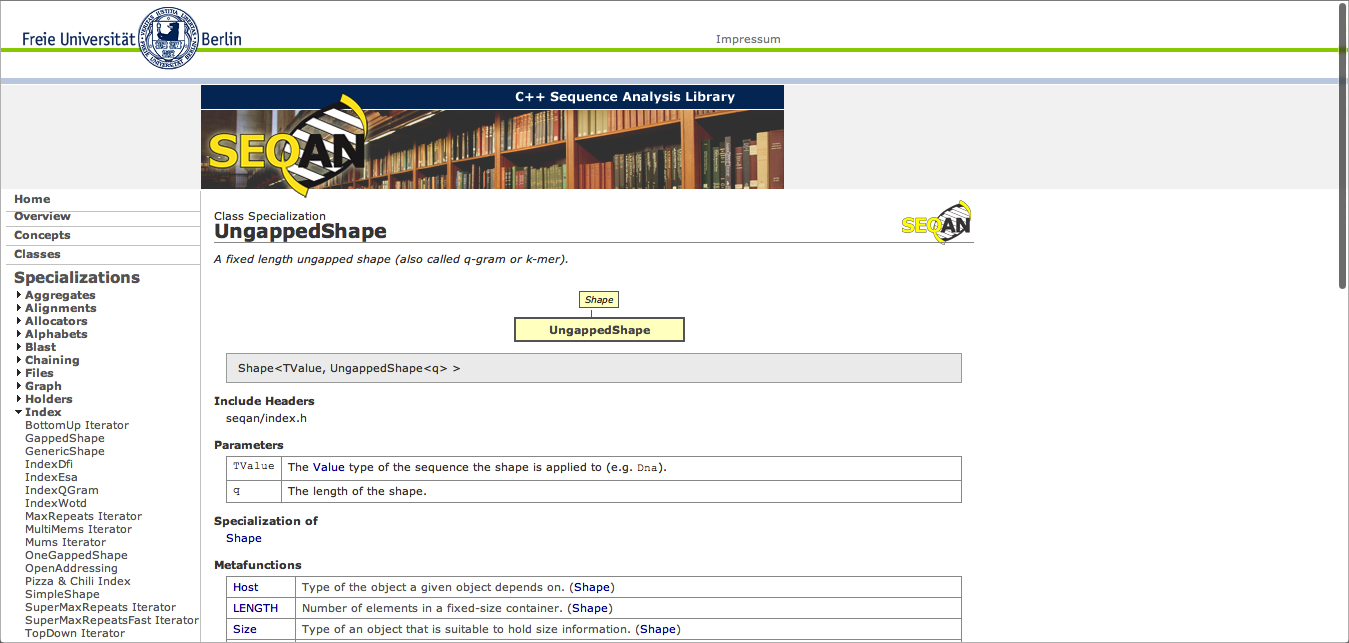 Freie Universität Berlin
Impressum
C++ Sequence Analysis Library
SEQAN
Home
Overview
Concepts
Classes
Specializations
Aggregates
Alignments
Allocators
Alphabets
Blast
Chaining
Files
Graph
Holders
Index
BottomUp Iterator
GappedShape
GenericShape
IndexDfi
IndexEsa
IndexQGram
IndexWotd
MaxRepeats Iterator
MultiMems Iterator
Mums Iterator
OneGappedShape
OpenAddressing
Pizza & Chili Index
SimpleShape
SuperMaxRepeats Iterator
SuperMaxRepeatsFast Iterator
TopDown Iterator
Class Specialization
UngappedShape
SEQAN
A fixed length ungapped shape (also called q-gram or k-mer).
Shape
UngappedShape
Shape<TValue, UngappedShape<q> >
Include Headers
seqan/index.h
Parameters
TValue The Value type of the sequence the shape is applied to (e.g. Dna).
q The length of the shape.
Specialization of
Shape
Metafunctions
Host Type of the object a given object depends on. (Shape)
LENGTH Number of elements in a fixed-size container. (Shape)
Size Type of an object that is suitable to hold size information. (Shape)